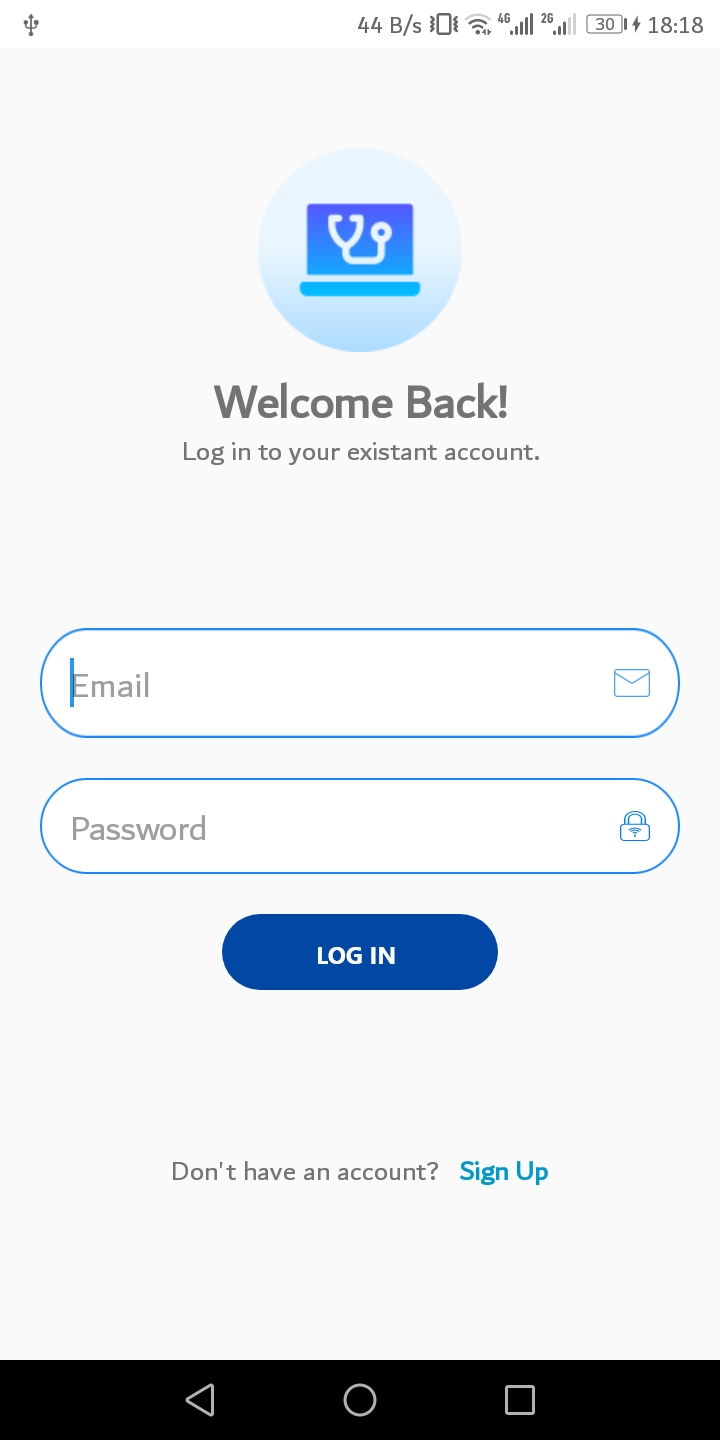 44 B/s 4G 2G 30 18:18
Welcome Back!
Log in to your existant account.
Email
Password
LOG IN
Don't have an account? Sign Up